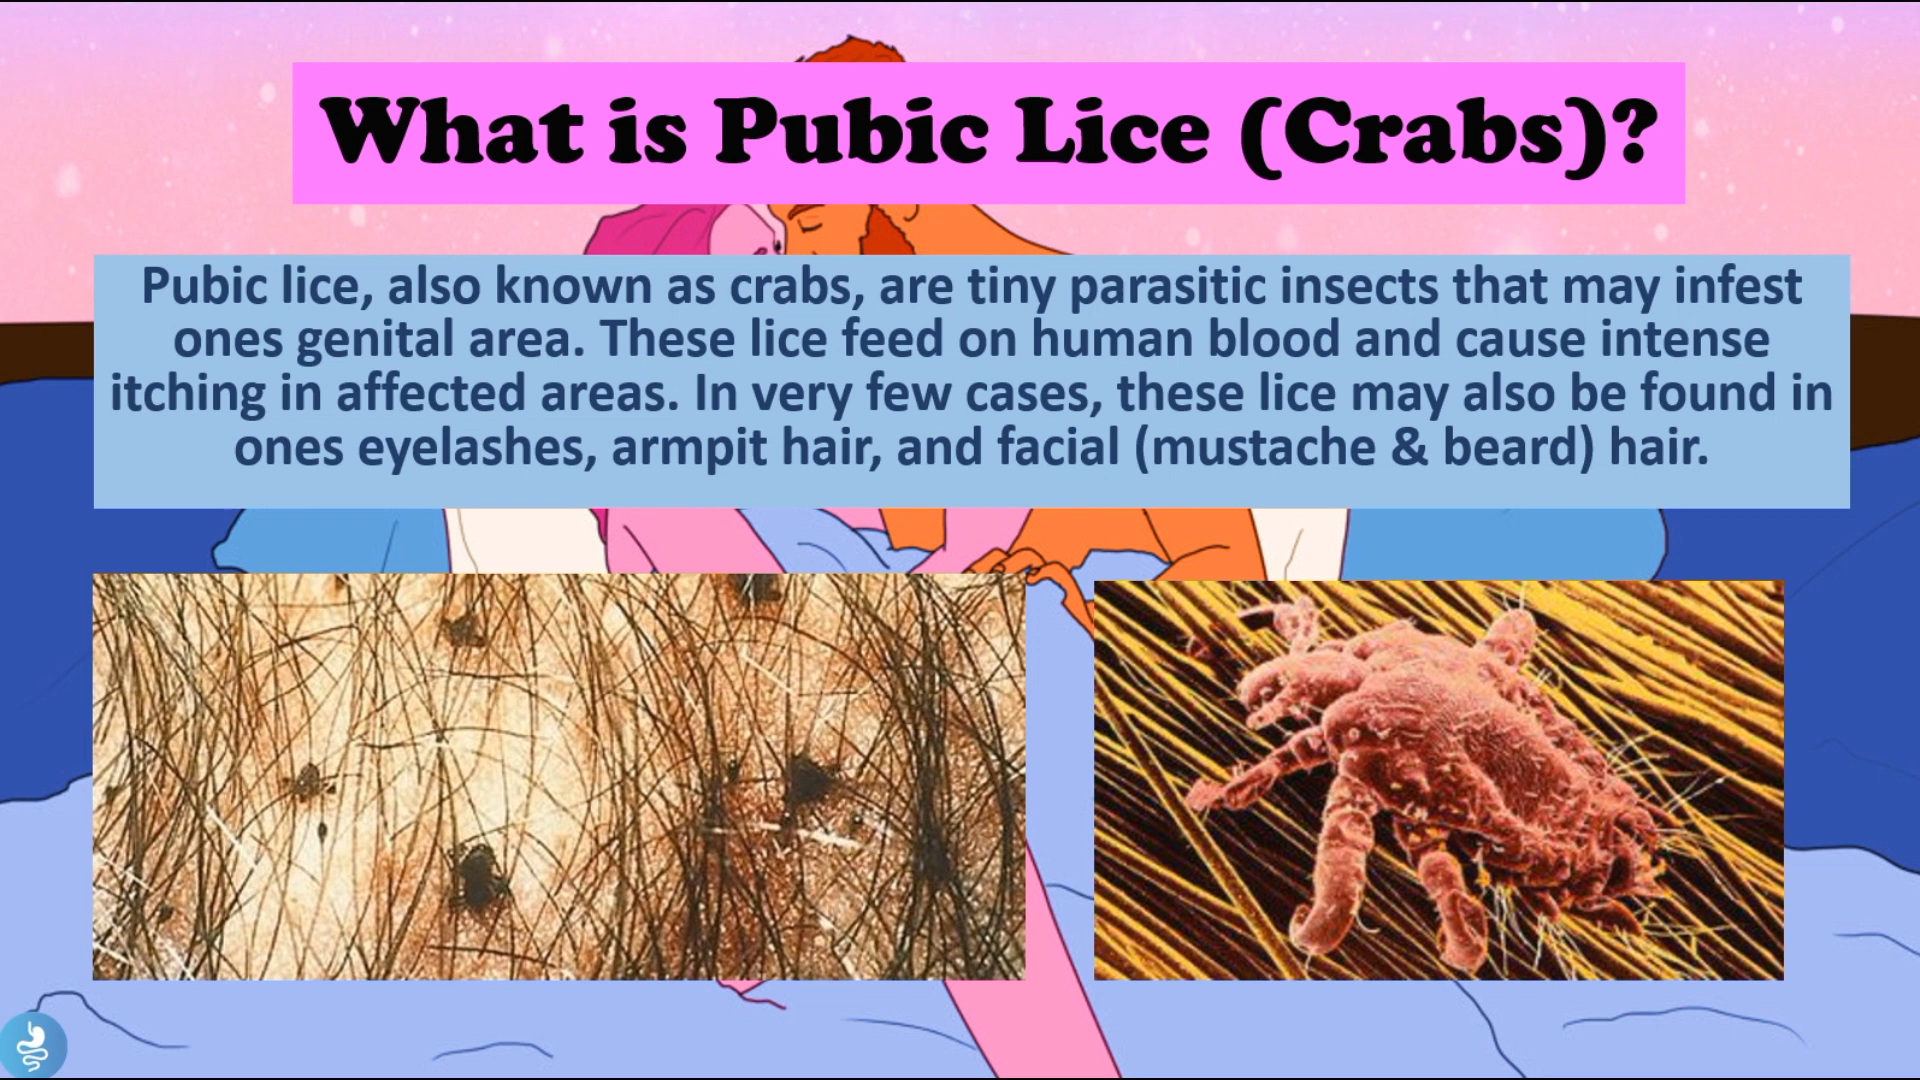 What is Pubic Lice (Crabs)?
Pubic lice, also known as crabs, are tiny parasitic insects that may infest
ones genital area. These lice feed on human blood and cause intense
itching in affected areas. In very few cases, these lice may also be found in
ones eyelashes, armpit hair, and facial (mustache & beard) hair.